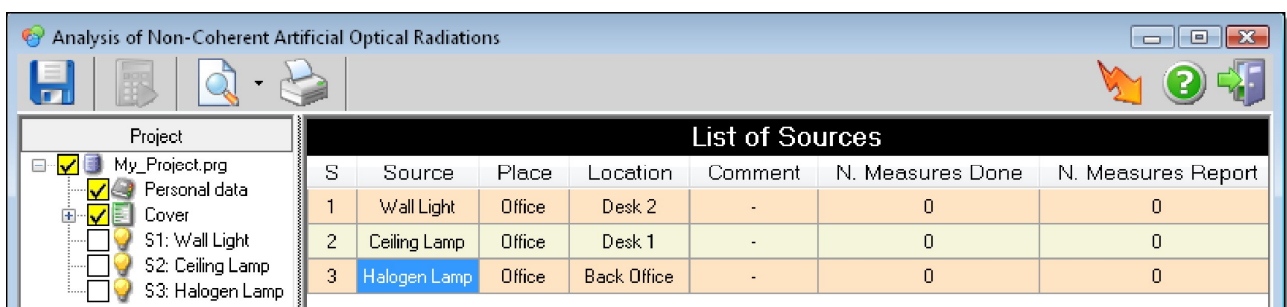 Analysis of Non-Coherent Artificial Optical Radiations
Project
My_Project.prg
Personal data
Cover
S1: Wall Light
S2: Ceiling Lamp
S3: Halogen Lamp
List of Sources
S Source Place Location Comment N. Measures Done N. Measures Report
1 Wall Light Office Desk 2 - 0 0
2 Ceiling Lamp Office Desk 1 - 0 0
3 Halogen Lamp Office Back Office - 0 0